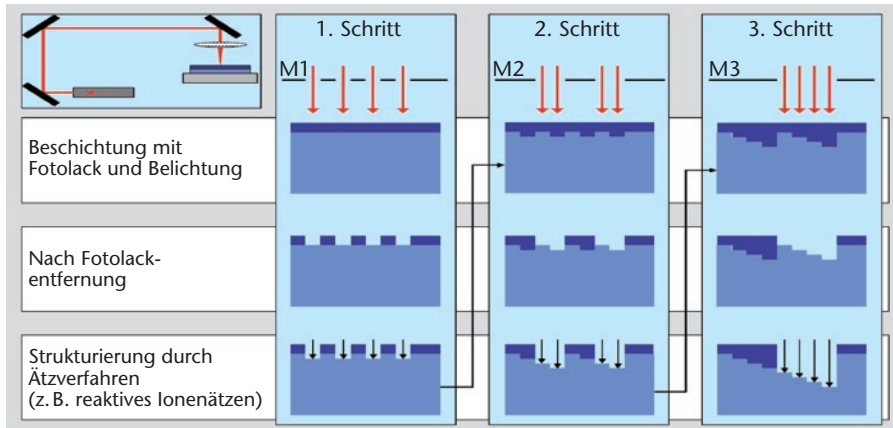 1. Schritt
2. Schritt
3. Schritt
M1
M2
M3
Beschichtung mit
Fotolack und Belichtung
Nach Fotolack-
entfernung
Strukturierung durch
Ätzverfahren
(z. B. reaktives Ionenätzen)